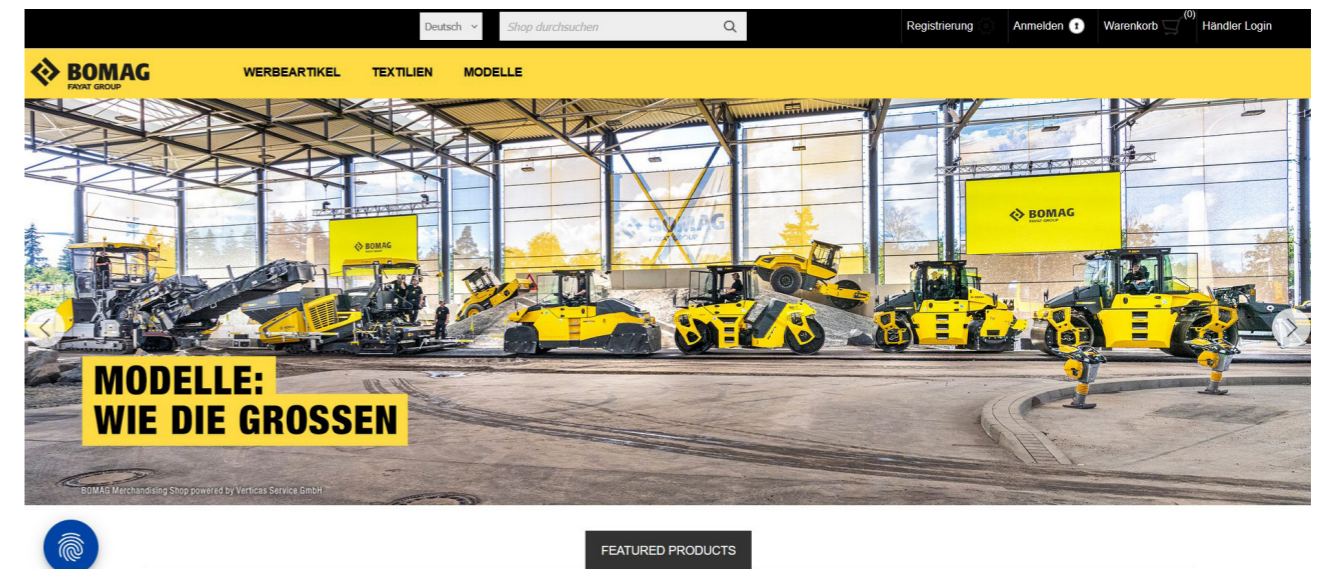 Deutsch
Shop durchsuchen
Registrierung
Anmelden
Warenkorb (0)
Händler Login
BOMAG
FAYAT GROUP
WERBEARTIKEL TEXTILIEN MODELLE
BOMAG
BOMAG
BOMAG
FAYAT GROUP
MODELLE:
WIE DIE GROSSEN
BOMAG Merchandising Shop powered by Verticas Service GmbH
FEATURED PRODUCTS